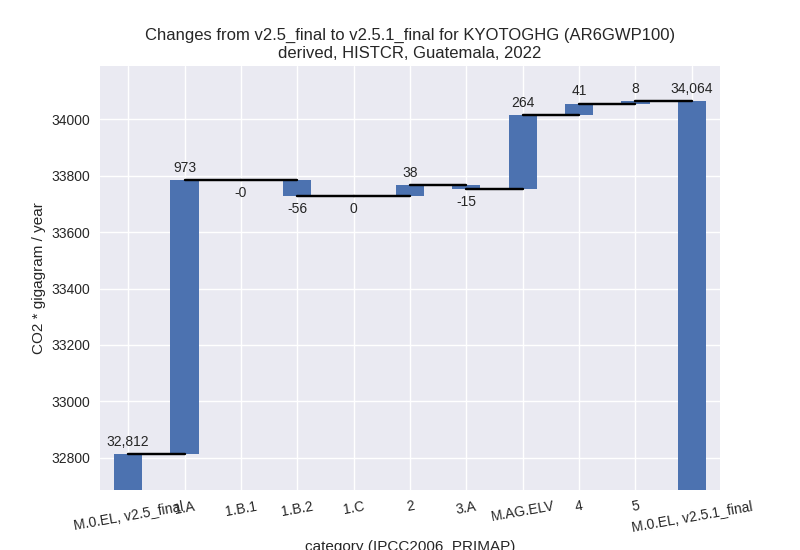 Changes from v2.5_final to v2.5.1_final for KYOTOGHG (AR6GWP100)
derived, HISTCR, Guatemala, 2022
CO2 * gigagram / year
34000
33800
33600
33400
33200
33000
32800
32,812
973
-0
-56
0
38
-15
264
41
8
34,064
M.0.EL, v2.5_final
1.A
1.B.1
1.B.2
1.C
2
3.A
M.AG.ELV
4
5
M.0.EL, v2.5.1_final
category (IPCC2006_PRIMAP)